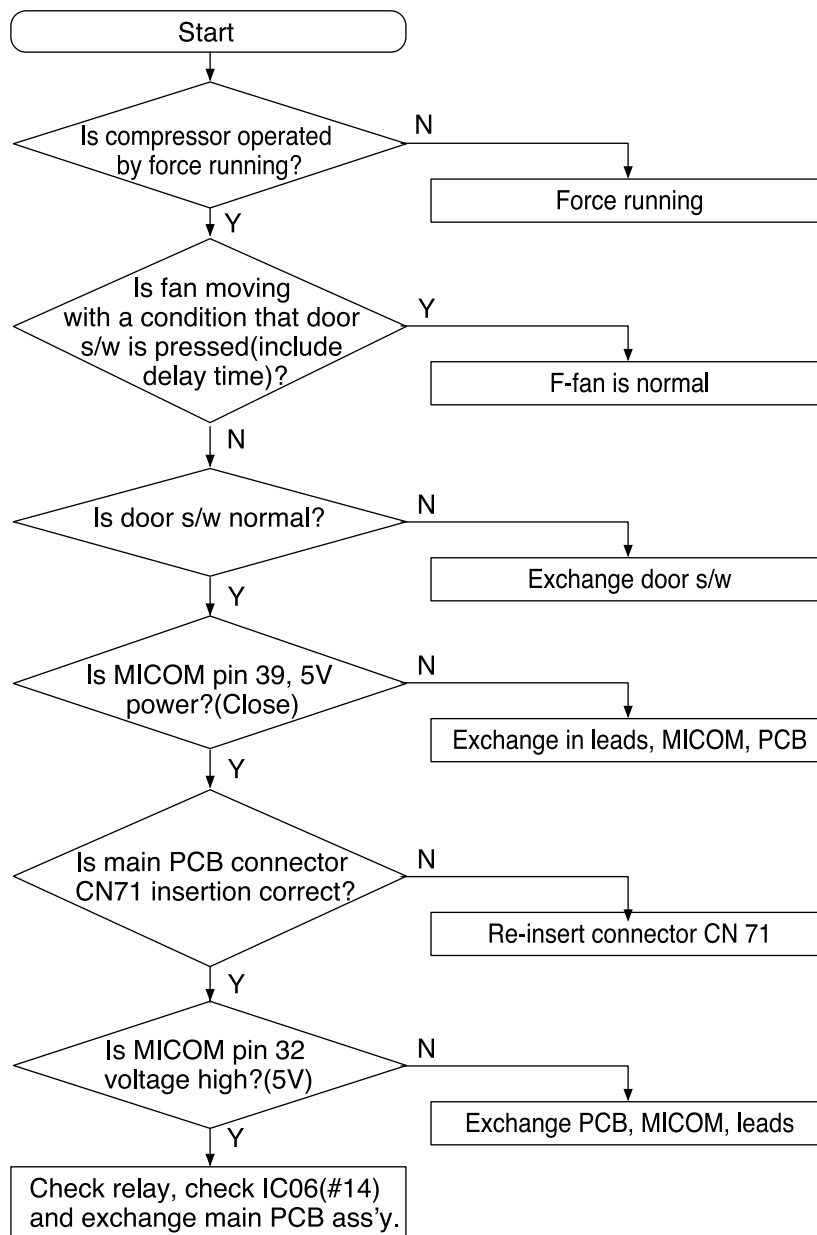 Start
Is compressor operated
by force running?
N
Force running
Y
Is fan moving
with a condition that door
s/w is pressed(include
delay time)?
Y
F-fan is normal
N
Is door s/w normal?
N
Exchange door s/w
Y
Is MICOM pin 39, 5V
power?(Close)
N
Exchange in leads, MICOM, PCB
Y
Is main PCB connector
CN71 insertion correct?
N
Re-insert connector CN 71
Y
Is MICOM pin 32
voltage high?(5V)
N
Exchange PCB, MICOM, leads
Y
Check relay, check IC06(#14)
and exchange main PCB ass'y.